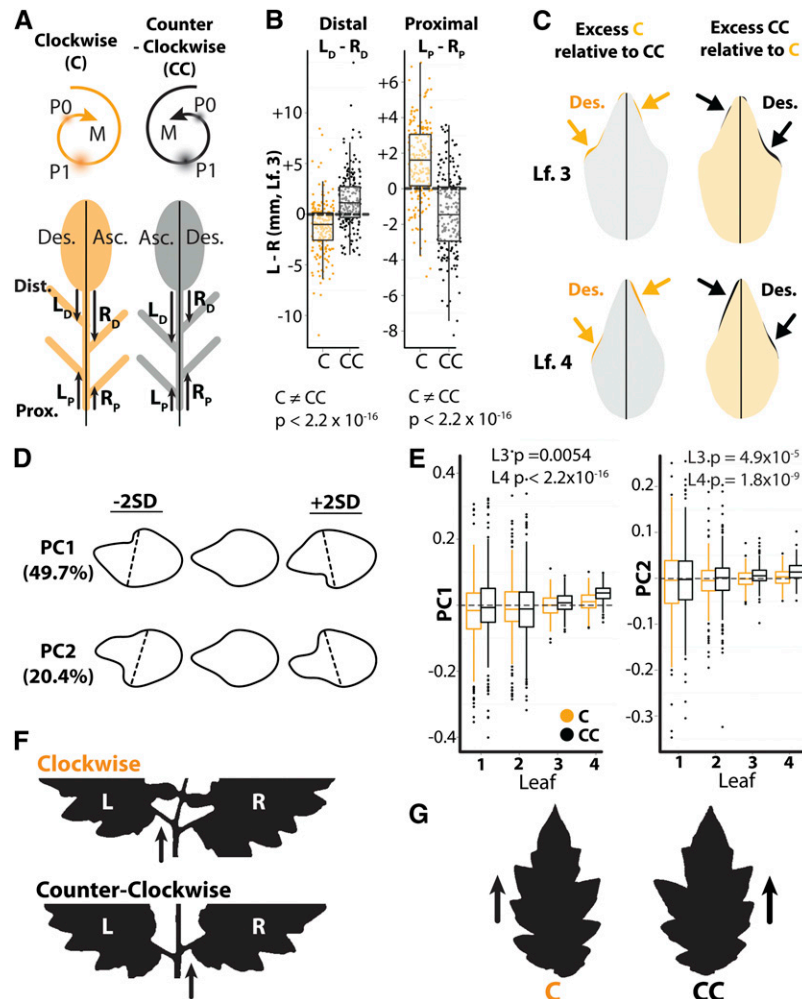 A
Clockwise
(C)
Counter
- Clockwise
(CC)
P0
M
P1
P0
M
P1
Des.
Asc.
Asc.
Des.
Dist.
L_D
R_D
L_D
R_D
L_P
R_P
L_P
R_P
Prox.
B
Distal
L_D - R_D
Proximal
L_P - R_P
L - R (mm, Lf. 3)
+10
+5
0
-5
-10
+6
+4
+2
0
-2
-4
-6
-8
C
CC
C
CC
C ≠ CC
p < 2.2 x 10^-16
C ≠ CC
p < 2.2 x 10^-16
C
Excess C
relative to CC
Excess CC
relative to C
Des.
Des.
Lf. 3
Des.
Des.
Lf. 4
D
-2SD
+2SD
PC1
(49.7%)
PC2
(20.4%)
E
L3 p =0.0054
L4 p < 2.2x10^-16
PC1
0.4
0.2
0
-0.2
-0.4
1
2
3
4
Leaf
C
CC
L3 p = 4.9x10^-5
L4 p = 1.8x10^-9
PC2
0.2
0.1
0
-0.1
-0.2
-0.3
1
2
3
4
Leaf
F
Clockwise
L
R
Counter-Clockwise
L
R
G
C
CC